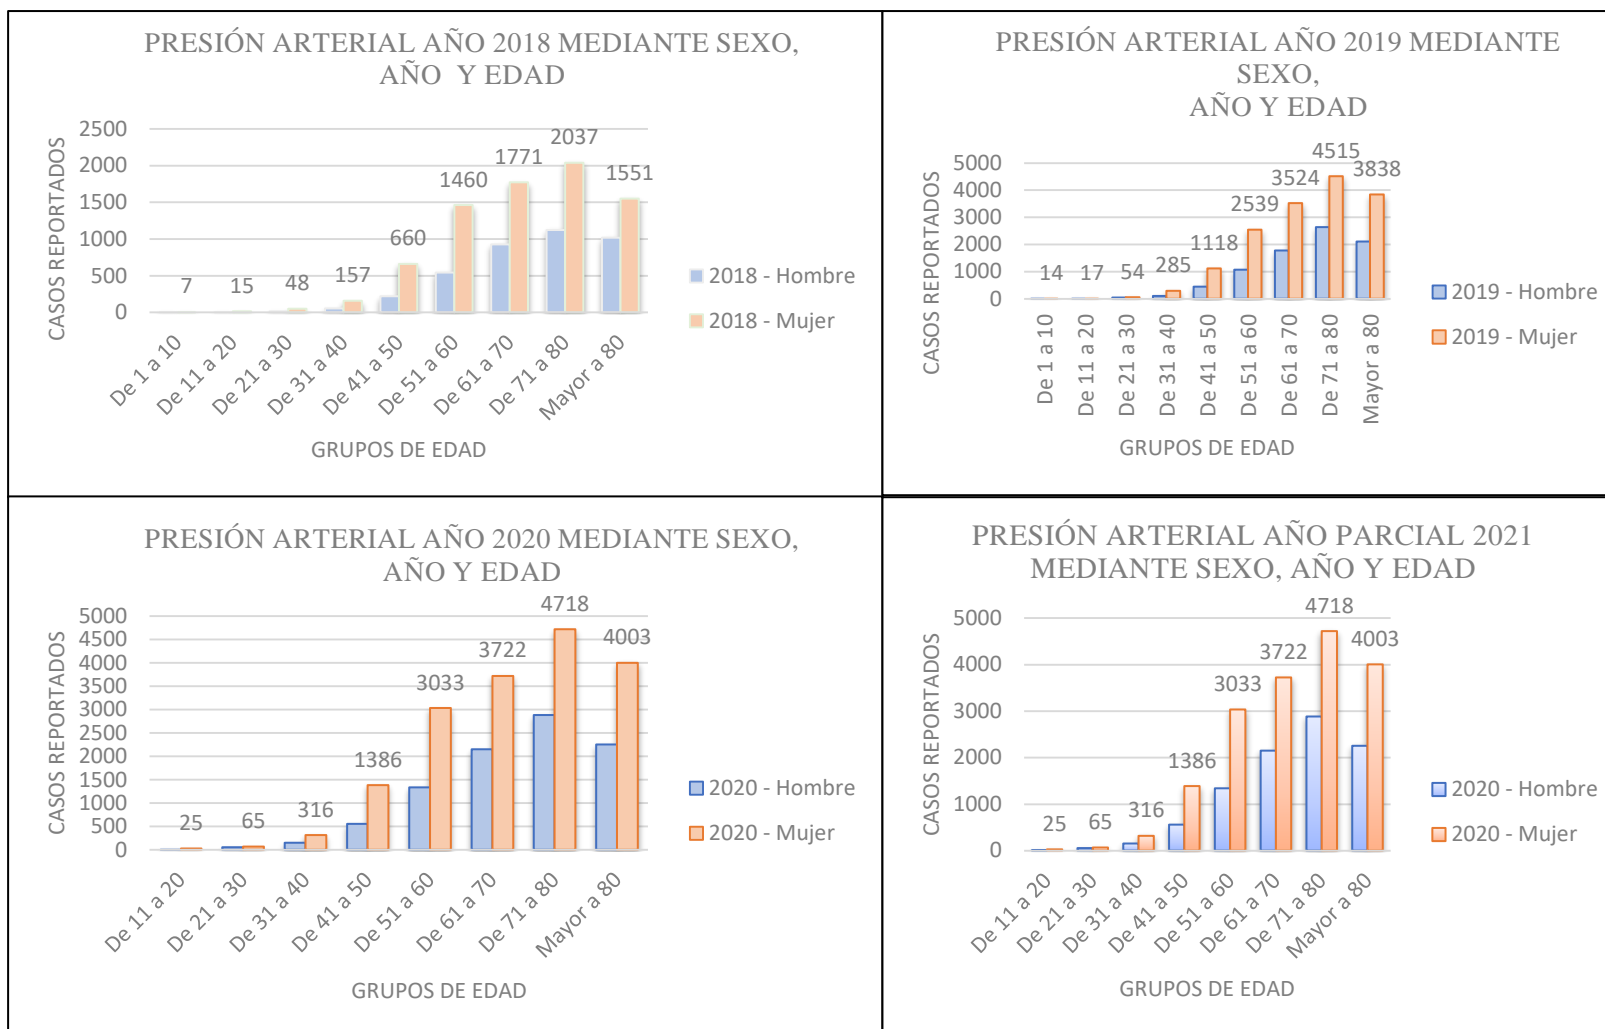 PRESIÓN ARTERIAL AÑO 2018 MEDIANTE SEXO,
AÑO Y EDAD
CASOS REPORTADOS
2500
2000
1500
1000
500
0
7
15
48
157
660
1460
1771
2037
1551
De 1 a 10
De 11 a 20
De 21 a 30
De 31 a 40
De 41 a 50
De 51 a 60
De 61 a 70
De 71 a 80
Mayor a 80
GRUPOS DE EDAD
2018 - Hombre
2018 - Mujer
PRESIÓN ARTERIAL AÑO 2019 MEDIANTE
SEXO,
AÑO Y EDAD
CASOS REPORTADOS
5000
4000
3000
2000
1000
0
14
17
54
285
1118
2539
3524
4515
3838
De 1 a 10
De 11 a 20
De 21 a 30
De 31 a 40
De 41 a 50
De 51 a 60
De 61 a 70
De 71 a 80
Mayor a 80
GRUPOS DE EDAD
2019 - Hombre
2019 - Mujer
PRESIÓN ARTERIAL AÑO 2020 MEDIANTE SEXO,
AÑO Y EDAD
CASOS REPORTADOS
5000
4500
4000
3500
3000
2500
2000
1500
1000
500
0
25
65
316
1386
3033
3722
4718
4003
De 11 a 20
De 21 a 30
De 31 a 40
De 41 a 50
De 51 a 60
De 61 a 70
De 71 a 80
Mayor a 80
GRUPOS DE EDAD
2020 - Hombre
2020 - Mujer
PRESIÓN ARTERIAL AÑO PARCIAL 2021
MEDIANTE SEXO, AÑO Y EDAD
CASOS REPORTADOS
5000
4000
3000
2000
1000
0
25
65
316
1386
3033
3722
4718
4003
De 11 a 20
De 21 a 30
De 31 a 40
De 41 a 50
De 51 a 60
De 61 a 70
De 71 a 80
Mayor a 80
GRUPOS DE EDAD
2020 - Hombre
2020 - Mujer